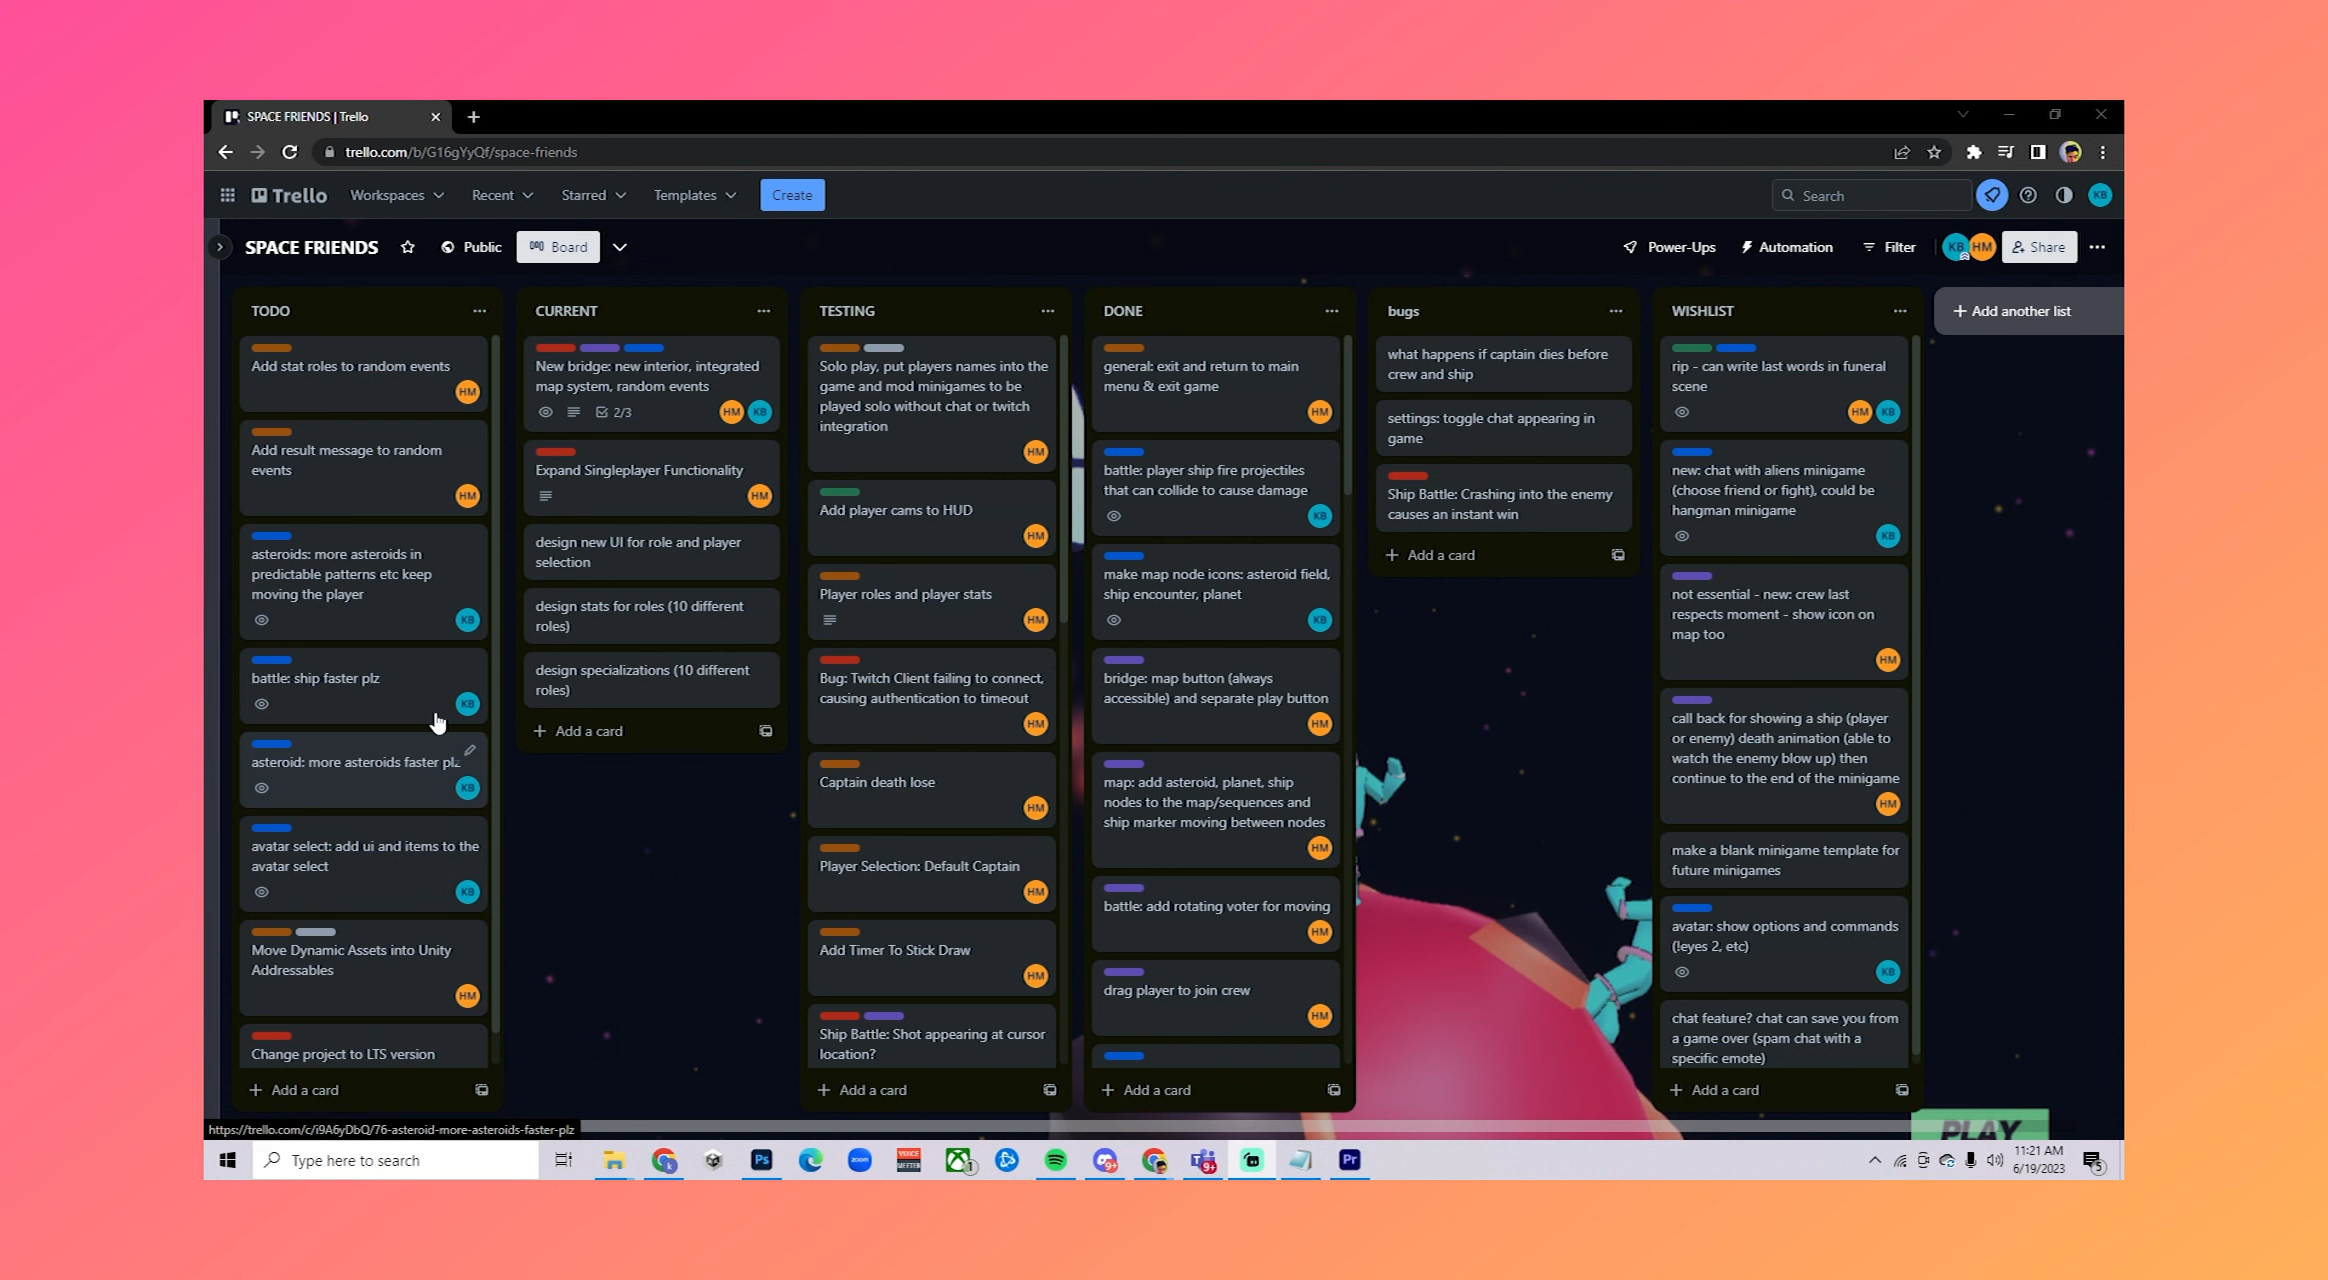 SPACE FRIENDS | Trello
trello.com/b/G16gYyQf/space-friends
Trello
Workspaces
Recent
Starred
Templates
Create
Search
KB
SPACE FRIENDS
Public
Board
Power-Ups
Automation
Filter
KB
HM
Share
TODO
Add stat roles to random events
HM
Add result message to random
events
HM
asteroids: more asteroids in
predictable patterns etc keep
moving the player
KB
battle: ship faster plz
KB
asteroid: more asteroids faster plz
KB
avatar select: add ui and items to the
avatar select
KB
Move Dynamic Assets into Unity
Addressables
HM
Change project to LTS version
Add a card
CURRENT
New bridge: new interior, integrated
map system, random events
2/3
HM
KB
Expand Singleplayer Functionality
HM
design new UI for role and player
selection
design stats for roles (10 different
roles)
design specializations (10 different
roles)
Add a card
TESTING
Solo play, put players names into the
game and mod minigames to be
played solo without chat or twitch
integration
HM
Add player cams to HUD
HM
Player roles and player stats
HM
Bug: Twitch Client failing to connect,
causing authentication to timeout
HM
Captain death lose
HM
Player Selection: Default Captain
HM
Add Timer To Stick Draw
HM
Ship Battle: Shot appearing at cursor
location?
Add a card
DONE
general: exit and return to main
menu & exit game
HM
battle: player ship fire projectiles
that can collide to cause damage
KB
make map node icons: asteroid field,
ship encounter, planet
KB
bridge: map button (always
accessible) and separate play button
HM
map: add asteroid, planet, ship
nodes to the map/sequences and
ship marker moving between nodes
HM
battle: add rotating voter for moving
HM
drag player to join crew
HM
Add a card
bugs
what happens if captain dies before
crew and ship
settings: toggle chat appearing in
game
Ship Battle: Crashing into the enemy
causes an instant win
Add a card
WISHLIST
rip - can write last words in funeral
scene
HM
KB
new: chat with aliens minigame
(choose friend or fight), could be
hangman minigame
KB
not essential - new: crew last
respects moment - show icon on
map too
HM
call back for showing a ship (player
or enemy) death animation (able to
watch the enemy blow up) then
continue to the end of the minigame
HM
make a blank minigame template for
future minigames
avatar: show options and commands
(!eyes 2, etc)
KB
chat feature? chat can save you from
a game over (spam chat with a
specific emote)
Add a card
Add another list
PLAY
https://trello.com/c/i9A6yDbQ/76-asteroid-more-asteroids-faster-plz
Type here to search
k
Ps
zoom
VOICE
MEETER
1
9+
9+
Pr
11:21 AM
6/19/2023
5